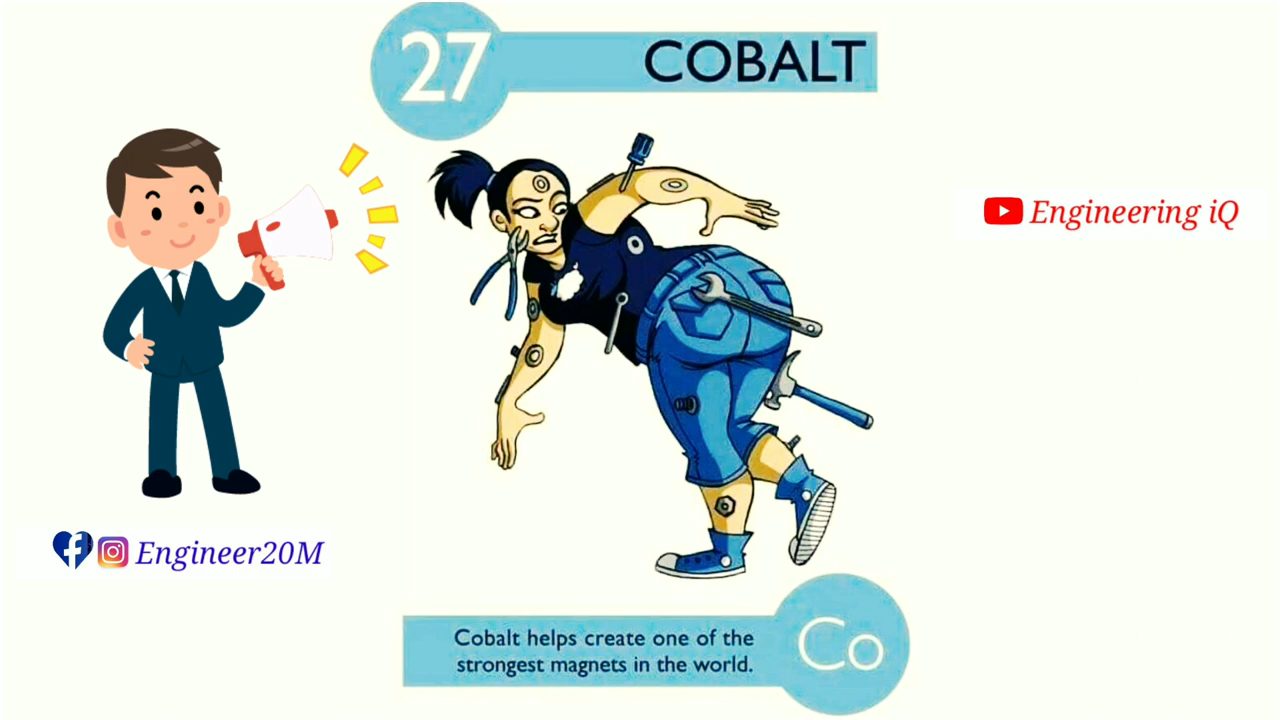 27
COBALT
Engineering iQ
Engineer20M
Cobalt helps create one of the
strongest magnets in the world.
Co